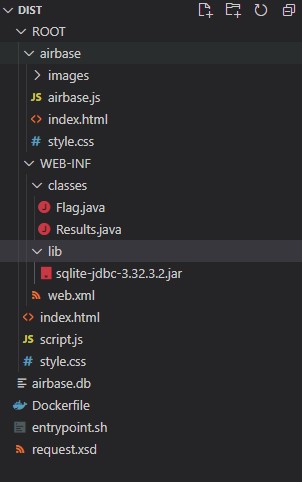 DIST
ROOT
airbase
images
JS airbase.js
<> index.html
# style.css
WEB-INF
classes
J Flag.java
J Results.java
lib
sqlite-jdbc-3.32.3.2.jar
web.xml
<> index.html
JS script.js
# style.css
airbase.db
Dockerfile
entrypoint.sh
request.xsd